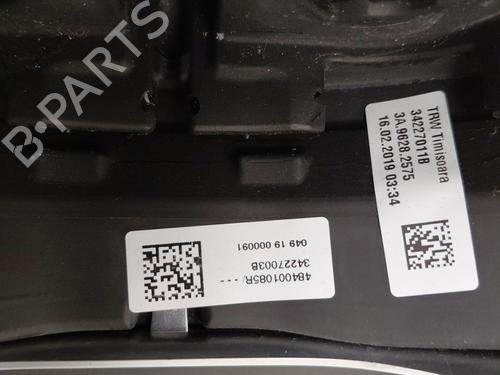 B-PARTS
TRW Timisoara
34227011B
3A.9628.2575
16.02.2019 03:34
484001085R/ ---
34227003B
049 19 000091